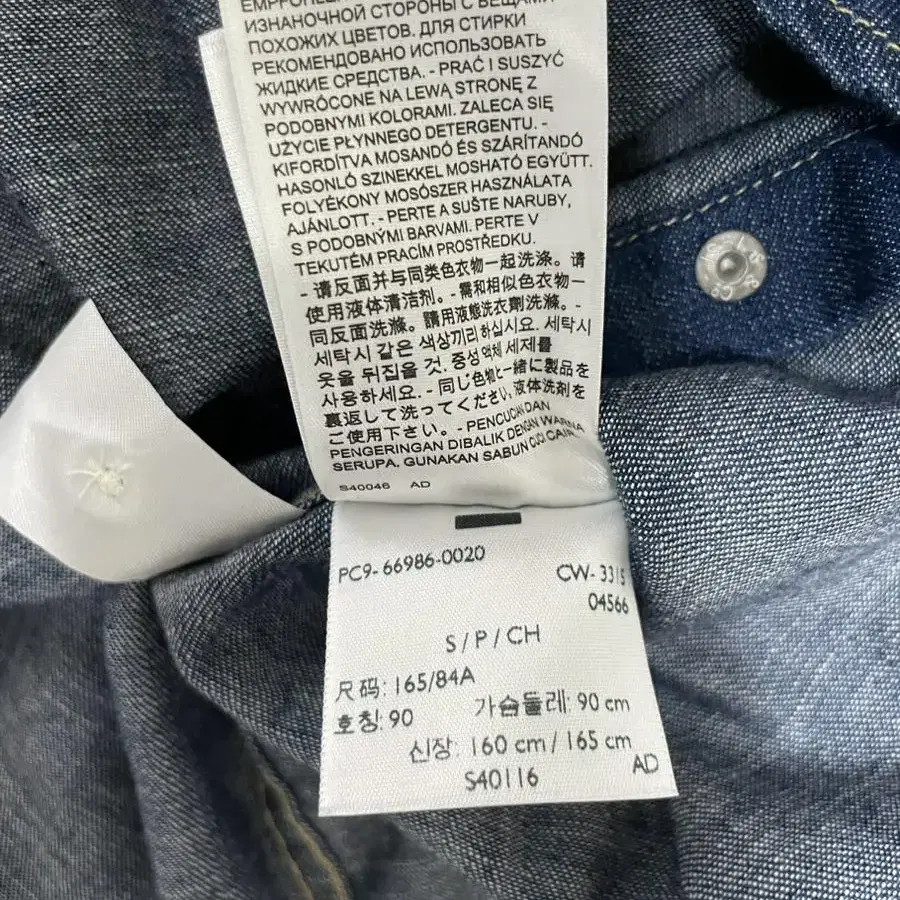 ИЗНАНОЧНОЙ СТОРОНЫ С ВЕЩАМИ
ПОХОЖИХ ЦВЕТОВ. ДЛЯ СТИРКИ
РЕКОМЕНДОВАНО ИСПОЛЬЗОВАТЬ
ЖИДКИЕ СРЕДСТВА. - PRAĆ I SUSZYĆ
WYWRÓCONE NA LEWĄ STRONĘ Z
PODOBNYMI KOLORAMI. ZALECA SIĘ
UŻYCIE PŁYNNEGO DETERGENTU. -
KIFORDÍTVA MOSANDÓ ÉS SZÁRÍTANDÓ
HASONLÓ SZINEKKEL MOSHATÓ EGYÜTT.
FOLYÉKONY MOSÓSZER HASZNÁLATA
AJÁNLOTT. - PERTE A SUŠTE NARUBY,
S PODOBNÝMI BARVAMI. PERTE V
TEKUTÉM PRACÍM PROSTŘEDKU.
- 请反面并与同类色衣物一起洗涤。请
使用液体清洁剂。- 需和相似色衣物一
同反面洗滌。請用液態洗衣劑洗滌。-
세탁시 같은 색상끼리 하십시요. 세탁시
옷을 뒤집을 것. 중성 액체 세제를
사용하세요. - 同じ色物と一緒に製品を
裏返して洗ってください。液体洗剤を
ご使用下さい。- PENCUCIAN DAN
PENGERINGAN DIBALIK DENGAN WARNA
SERUPA. GUNAKAN SABUN CUCI CAIR.
S40046 AD
PC9- 66986-0020
CW- 3315
04566
S / P / CH
尺码: 165/84A
호칭: 90 가슴둘레: 90 cm
신장: 160 cm / 165 cm
S40116 AD